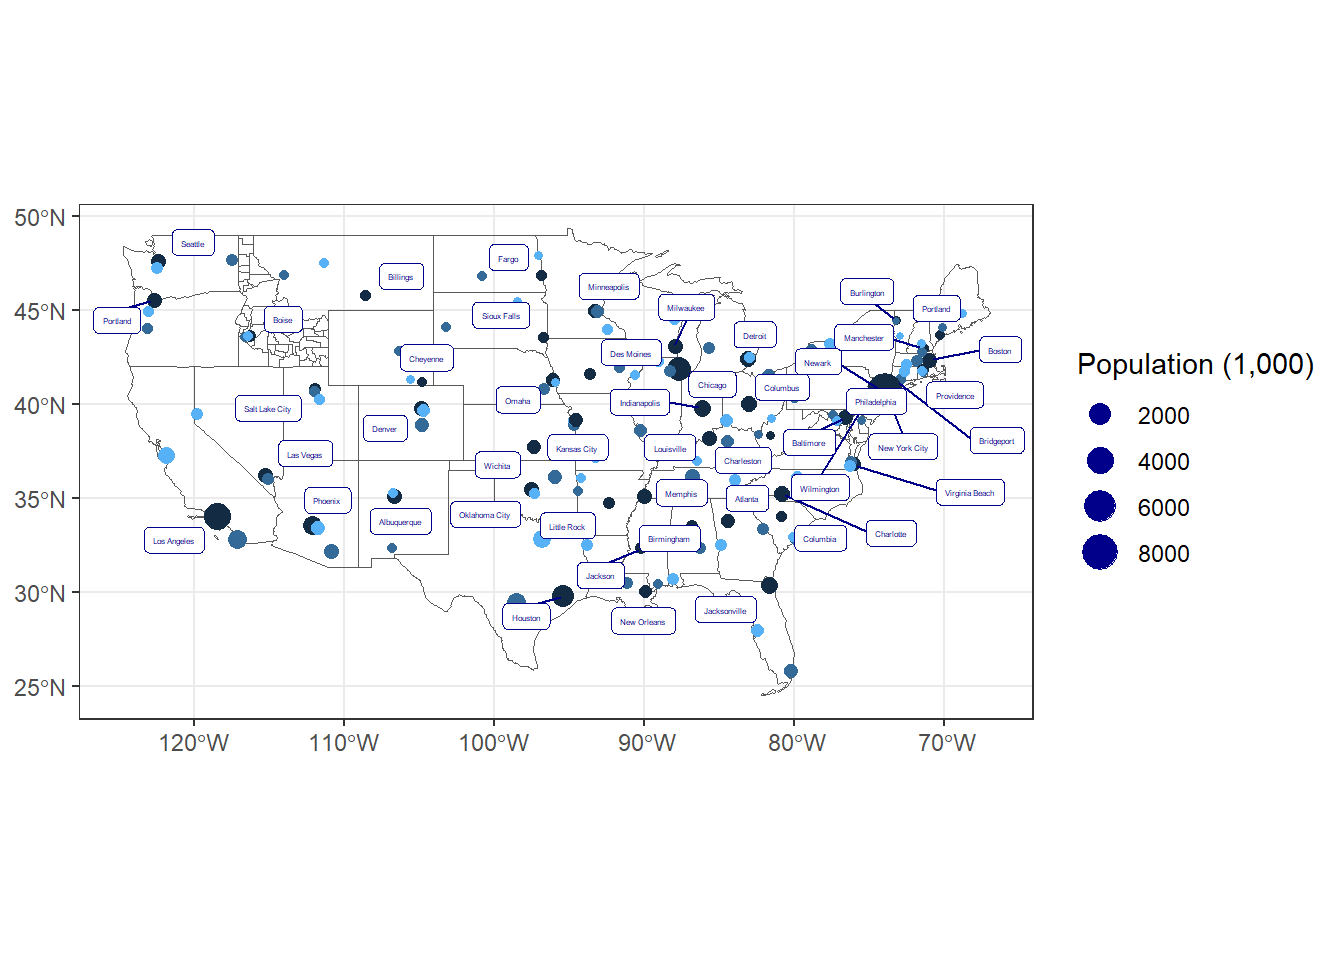 50°N
45°N
40°N
35°N
30°N
25°N
Seattle
Fargo
Billings
Minneapolis
Burlington
Portland
Milwaukee
Sioux Falls
Boise
Portland
Detroit
Manchester
Boston
Des Moines
Cheyenne
Newark
Chicago
Columbus
Providence
Omaha
Indianapolis
Philadelphia
Salt Lake City
Denver
Bridgeport
Baltimore
New York City
Kansas City
Louisville
Las Vegas
Charleston
Wichita
Wilmington
Virginia Beach
Memphis
Atlanta
Phoenix
Oklahoma City
Albuquerque
Little Rock
Charlotte
Los Angeles
Birmingham
Columbia
Jackson
Jacksonville
Houston
New Orleans
120°W
110°W
100°W
90°W
80°W
70°W
Population (1,000)
2000
4000
6000
8000